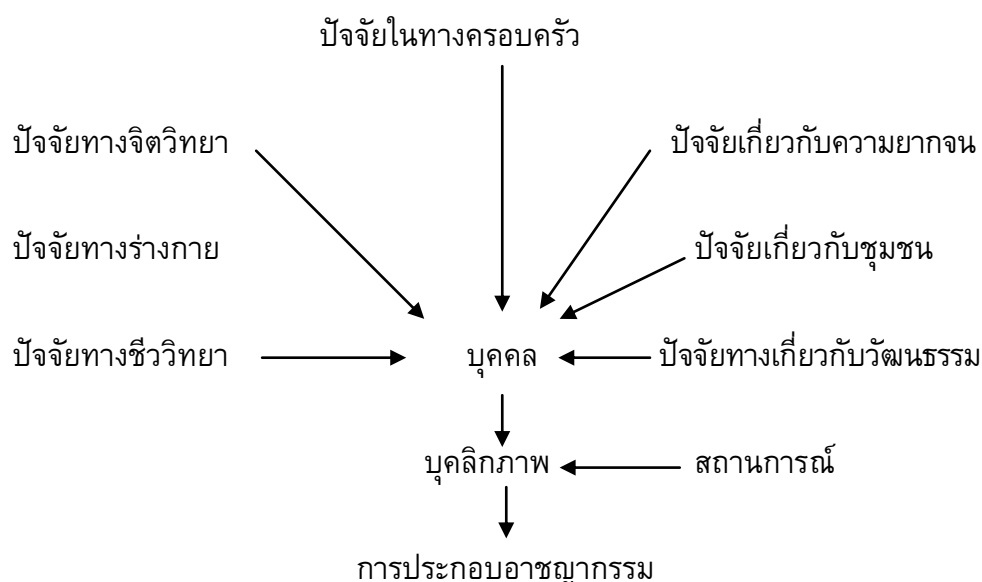 ปัจจัยในทางครอบครัว
ปัจจัยทางจิตวิทยา
ปัจจัยเกี่ยวกับความยากจน
ปัจจัยทางร่างกาย
ปัจจัยเกี่ยวกับชุมชน
ปัจจัยทางชีววิทยา
บุคคล
ปัจจัยทางเกี่ยวกับวัฒนธรรม
บุคลิกภาพ
สถานการณ์
การประกอบอาชญากรรม